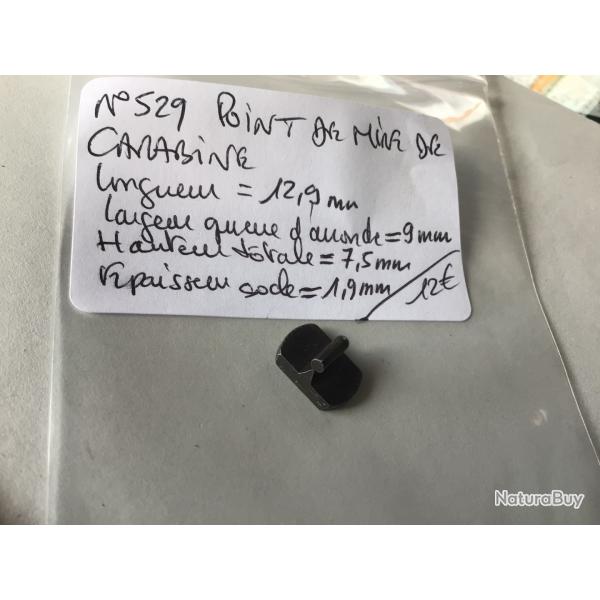 N° 529 POINT DE MIRE DE
CARABINE
longueur = 12,9 mm
largeur queue d'aronde = 9 mm
Hauteur totale = 7,5 mm
épaisseur socle = 1,9 mm / 12€
NaturaBuy